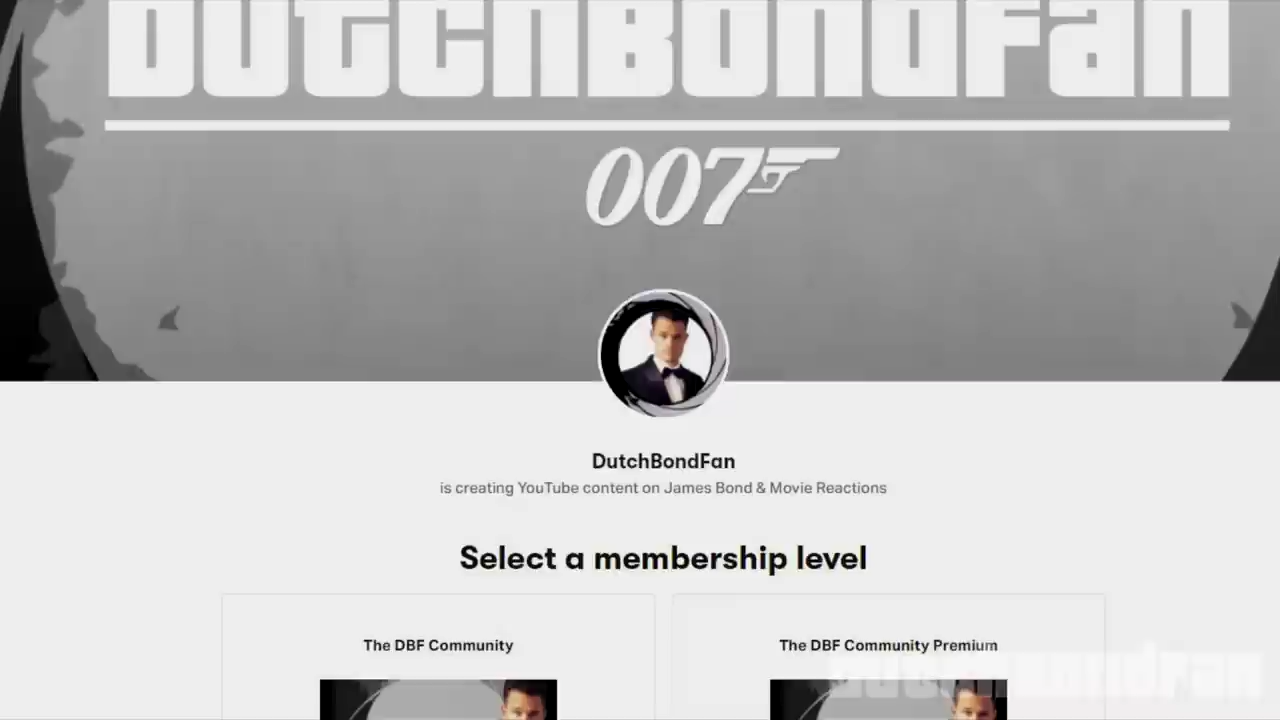 DutchBondFan
007
DutchBondFan
is creating YouTube content on James Bond & Movie Reactions
Select a membership level
The DBF Community
The DBF Community Premium
DutchBondFan